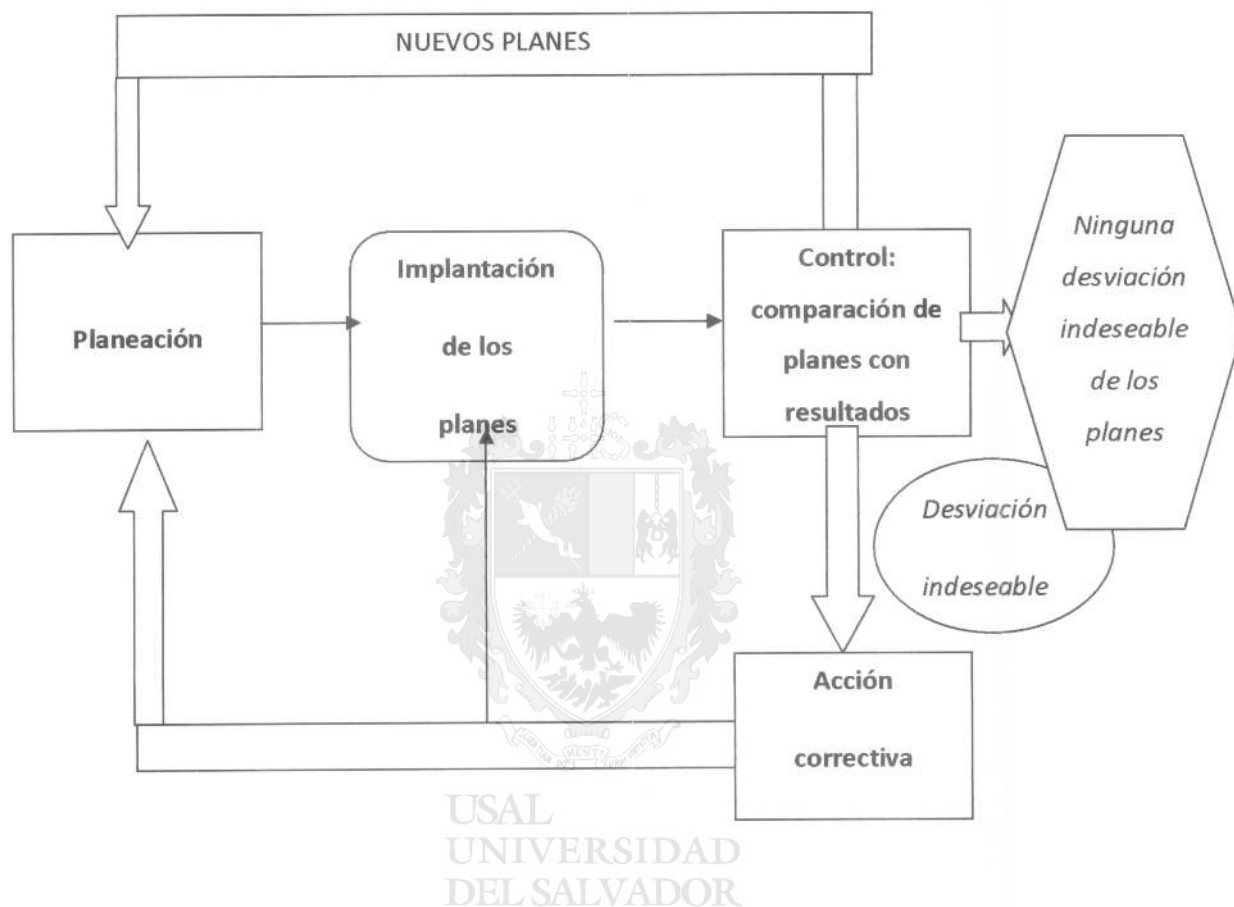 NUEVOS PLANES
Planeación
Implantación
de los
planes
Control:
comparación de
planes con
resultados
Ninguna
desviación
indeseable
de los
planes
Desviación
indeseable
Acción
correctiva
USAL
UNIVERSIDAD
DEL SALVADOR